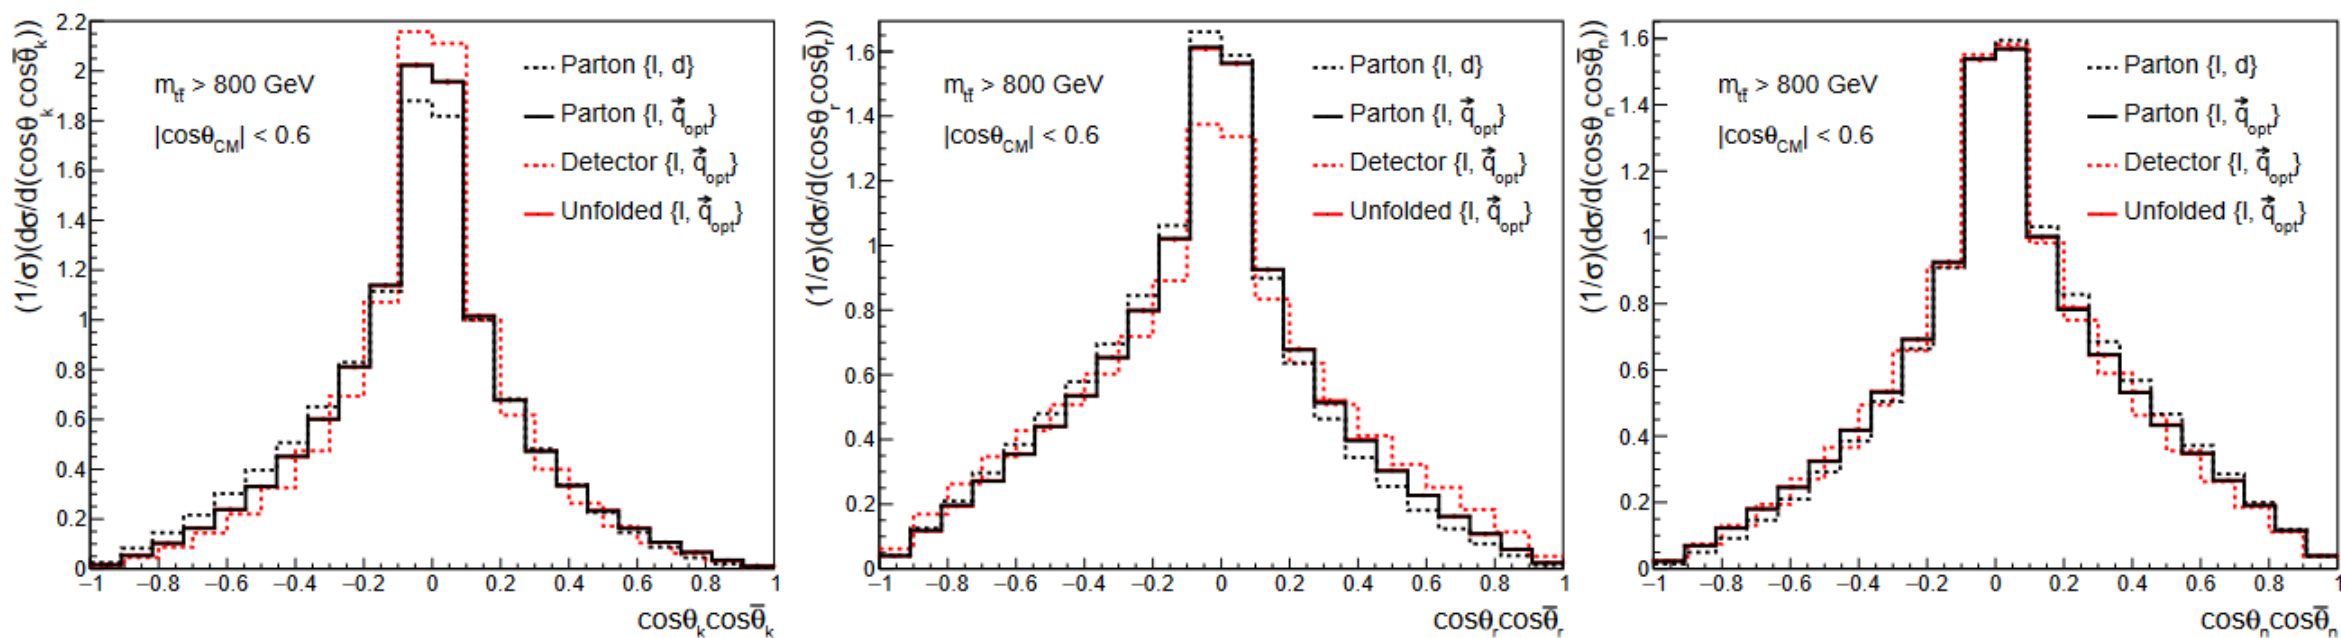 (1/σ)(dσ/d(cosθ_k cosθ̄_k))
2.2
2
1.8
1.6
1.4
1.2
1
0.8
0.6
0.4
0.2
0
m_tt̄ > 800 GeV
|cosθ_CM| < 0.6
Parton {l, d}
Parton {l, q⃗_opt}
Detector {l, q⃗_opt}
Unfolded {l, q⃗_opt}
−1 −0.8 −0.6 −0.4 −0.2 0 0.2 0.4 0.6 0.8 1
cosθ_k cosθ̄_k
(1/σ)(dσ/d(cosθ_r cosθ̄_r))
1.6
1.4
1.2
1
0.8
0.6
0.4
0.2
0
m_tt̄ > 800 GeV
|cosθ_CM| < 0.6
Parton {l, d}
Parton {l, q⃗_opt}
Detector {l, q⃗_opt}
Unfolded {l, q⃗_opt}
−1 −0.8 −0.6 −0.4 −0.2 0 0.2 0.4 0.6 0.8 1
cosθ_r cosθ̄_r
(1/σ)(dσ/d(cosθ_n cosθ̄_n))
1.6
1.4
1.2
1
0.8
0.6
0.4
0.2
0
m_tt̄ > 800 GeV
|cosθ_CM| < 0.6
Parton {l, d}
Parton {l, q⃗_opt}
Detector {l, q⃗_opt}
Unfolded {l, q⃗_opt}
−1 −0.8 −0.6 −0.4 −0.2 0 0.2 0.4 0.6 0.8 1
cosθ_n cosθ̄_n